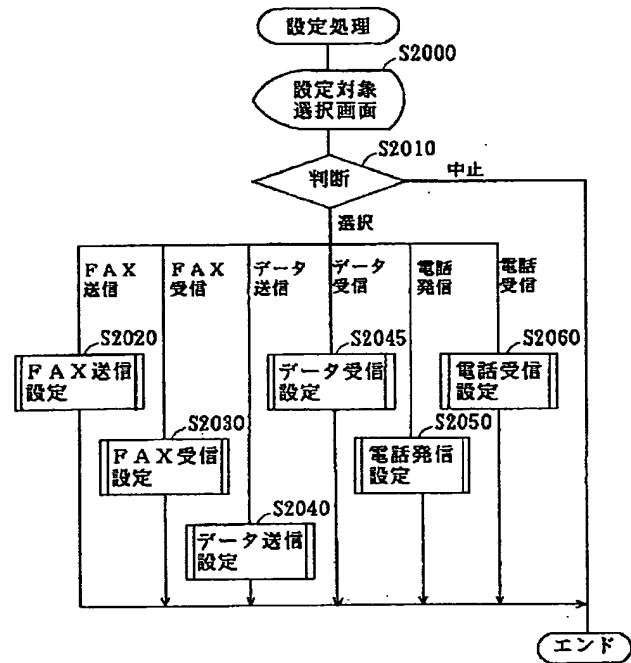 設定処理
S2000
設定対象
選択画面
S2010
判断
中止
選択
ＦＡＸ
送信
ＦＡＸ
受信
データ
送信
データ
受信
電話
発信
電話
受信
S2020
ＦＡＸ送信
設定
S2045
データ受信
設定
S2060
電話受信
設定
S2030
ＦＡＸ受信
設定
S2050
電話発信
設定
S2040
データ送信
設定
エンド